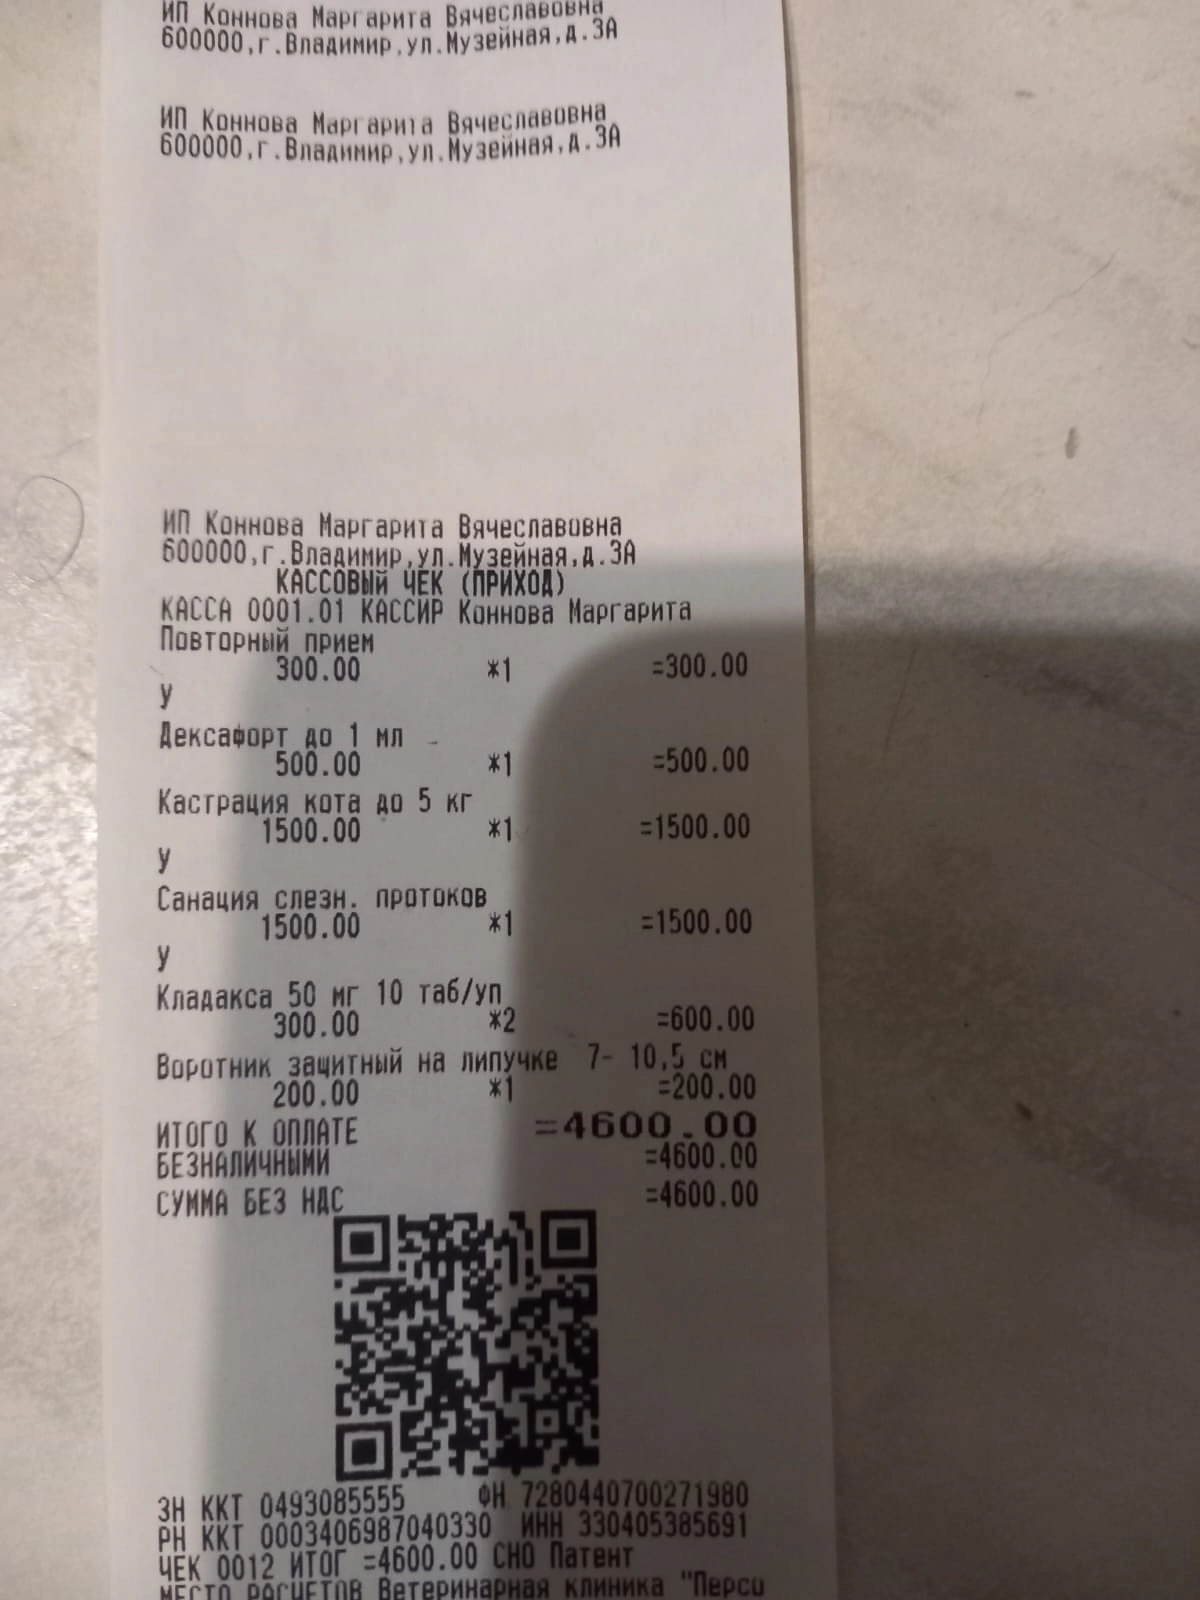 ИП Коннова Маргарита Вячеславовна
600000,г.Владимир,ул.Музейная,д.3А
ИП Коннова Маргарита Вячеславовна
600000,г.Владимир,ул.Музейная,д.3А
ИП Коннова Маргарита Вячеславовна
600000,г.Владимир,ул.Музейная,д.3А
КАССОВЫЙ ЧЕК (ПРИХОД)
КАССА 0001.01 КАССИР Коннова Маргарита
Повторный прием
300.00 *1 =300.00
У
Дексафорт до 1 мл
500.00 *1 =500.00
Кастрация кота до 5 кг
1500.00 *1 =1500.00
У
Санация слезн. протоков
1500.00 *1 =1500.00
У
Кладакса 50 мг 10 таб/уп
300.00 *2 =600.00
Воротник защитный на липучке 7- 10,5 см
200.00 *1 =200.00
ИТОГО К ОПЛАТЕ =4600.00
БЕЗНАЛИЧНЫМИ =4600.00
СУММА БЕЗ НДС =4600.00
ЗН ККТ 0493085555 ФН 7280440700271980
РН ККТ 0003406987040330 ИНН 330405385691
ЧЕК 0012 ИТОГ =4600.00 СНО Патент
МЕСТО РАСЧЕТОВ Ветеринарная клиника "Перси